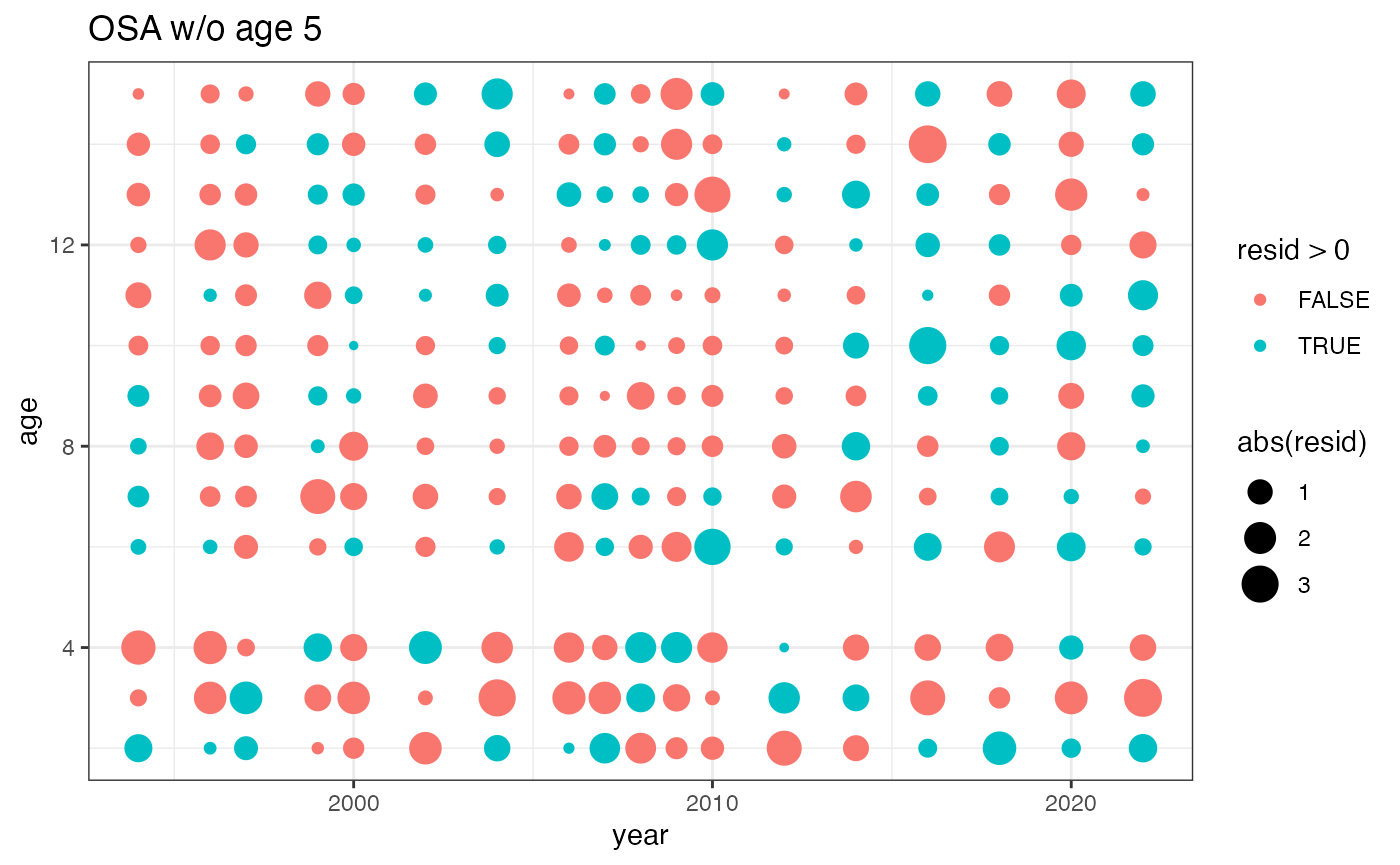 OSA w/o age 5
12
8
4
age
2000 2010 2020
year
resid > 0
FALSE
TRUE
abs(resid)
1
2
3